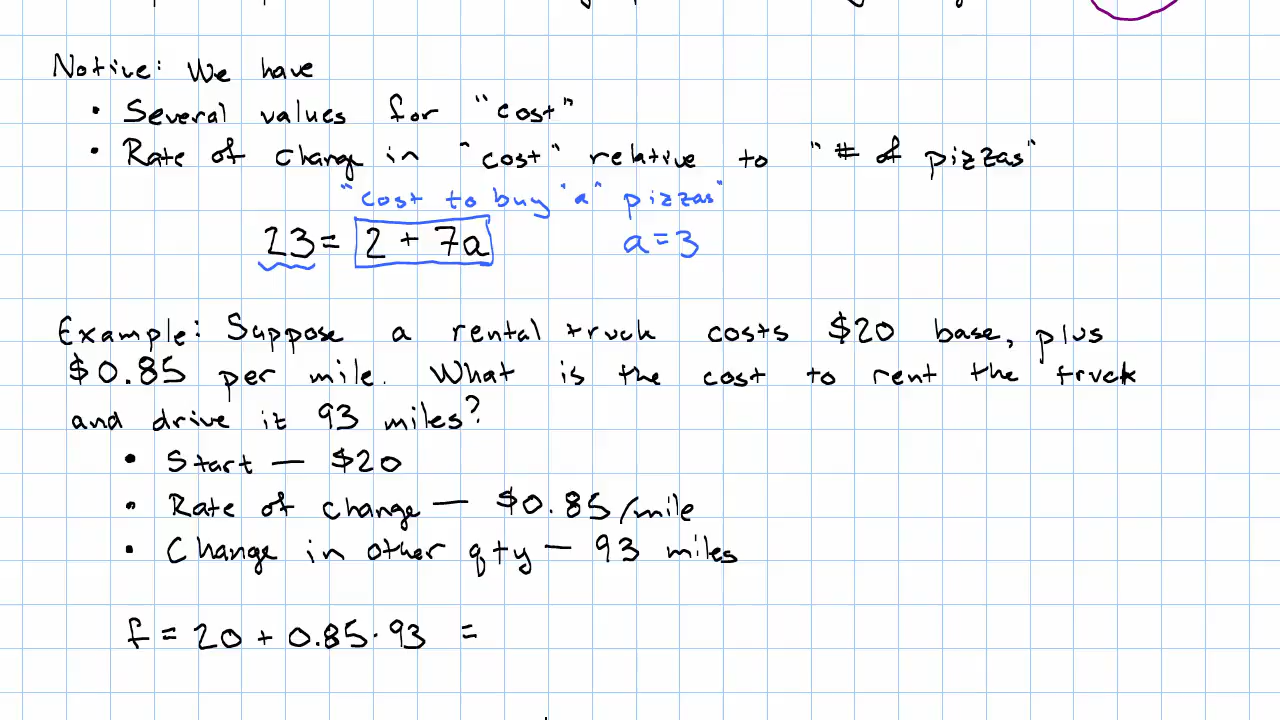 Notice: We have
• Several values for "cost"
• Rate of change in "cost" relative to "# of pizzas"
"cost to buy "a" pizzas"
23 = 2 + 7a a = 3
Example: Suppose a rental truck costs $20 base, plus
$0.85 per mile. What is the cost to rent the truck
and drive it 93 miles?
• Start — $20
• Rate of change — $0.85/mile
• Change in other qty — 93 miles
f = 20 + 0.85·93 =